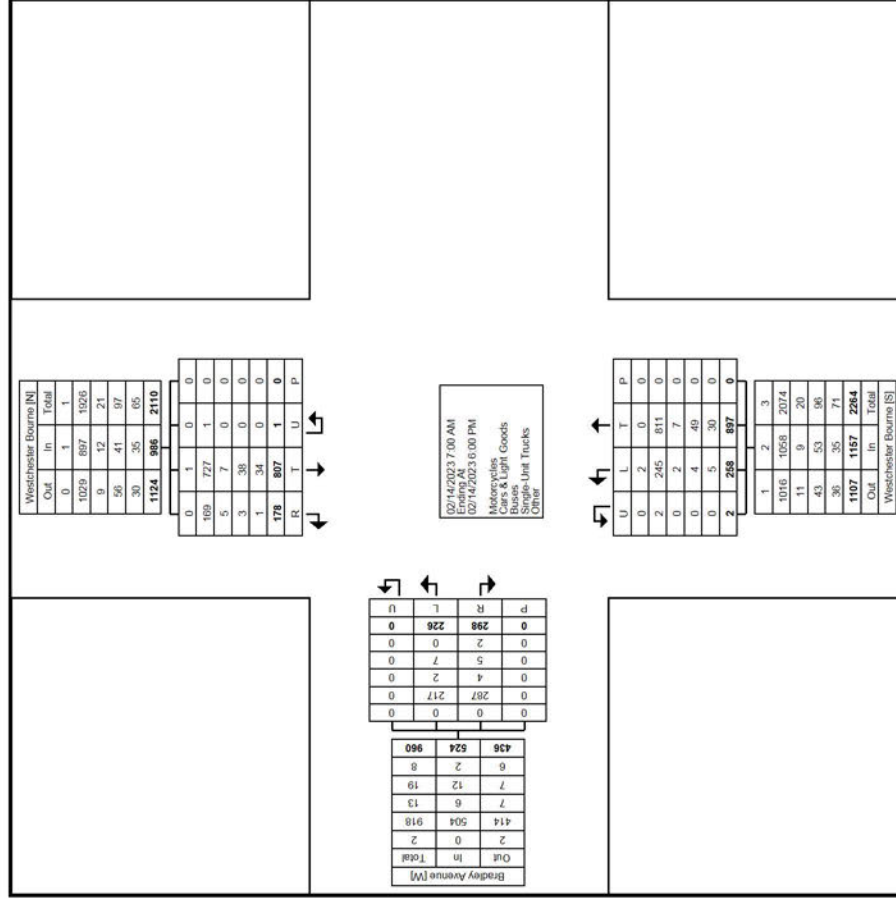 Westchester Bourne [N]
Out In Total
0 1 1
1029 897 1926
9 12 21
56 41 97
30 35 65
1124 986 2110
0 1 0 0
169 727 1 0
5 7 0 0
3 38 0 0
1 34 0 0
178 807 1 0
R T U P
02/14/2023 7:00 AM
Ending At
02/14/2023 6:00 PM
Motorcycles
Cars & Light Goods
Buses
Single-Unit Trucks
Other
U L T P
0 2 0 0
2 245 811 0
0 2 7 0
0 4 49 0
0 5 30 0
2 258 897 0
1 2 3
1016 1058 2074
11 9 20
43 53 96
36 35 71
1107 1157 2264
Out In Total
Westchester Bourne [S]
Bradley Avenue [W]
Out In Total
2 0 2
414 504 918
7 6 13
7 12 19
6 2 8
436 524 960
0 0 0 0
0 287 217 0
0 4 2 0
0 5 7 0
0 2 0 0
0 298 226 0
P R L U